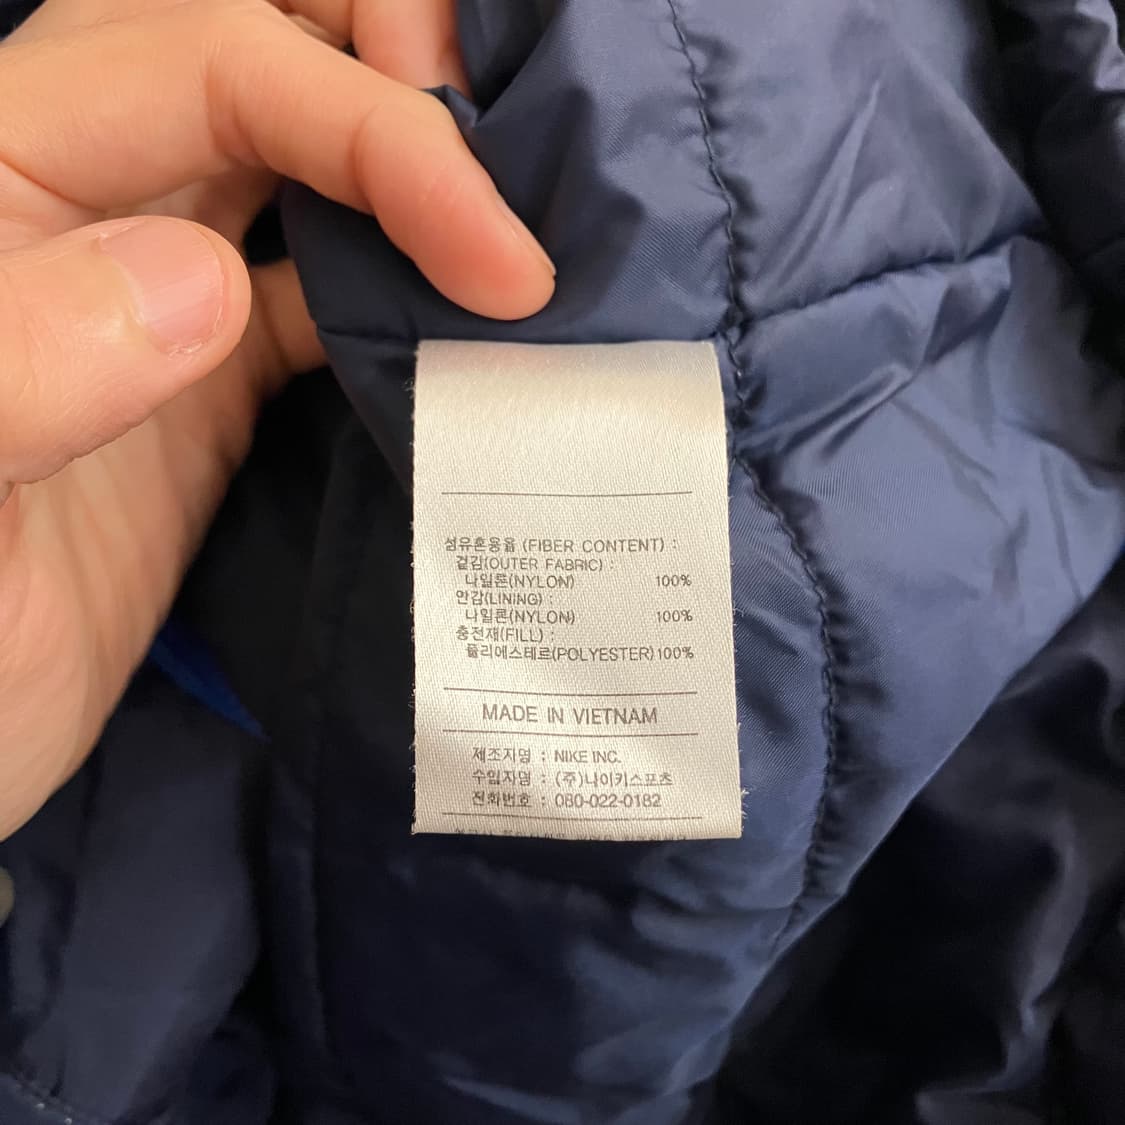 섬유혼용율 (FIBER CONTENT) :
겉감(OUTER FABRIC) :
나일론(NYLON) 100%
안감(LINING) :
나일론(NYLON) 100%
충전재(FILL) :
폴리에스테르(POLYESTER) 100%
MADE IN VIETNAM
제조자명 : NIKE INC.
수입자명 : (주)나이키스포츠
전화번호 : 080-022-0182